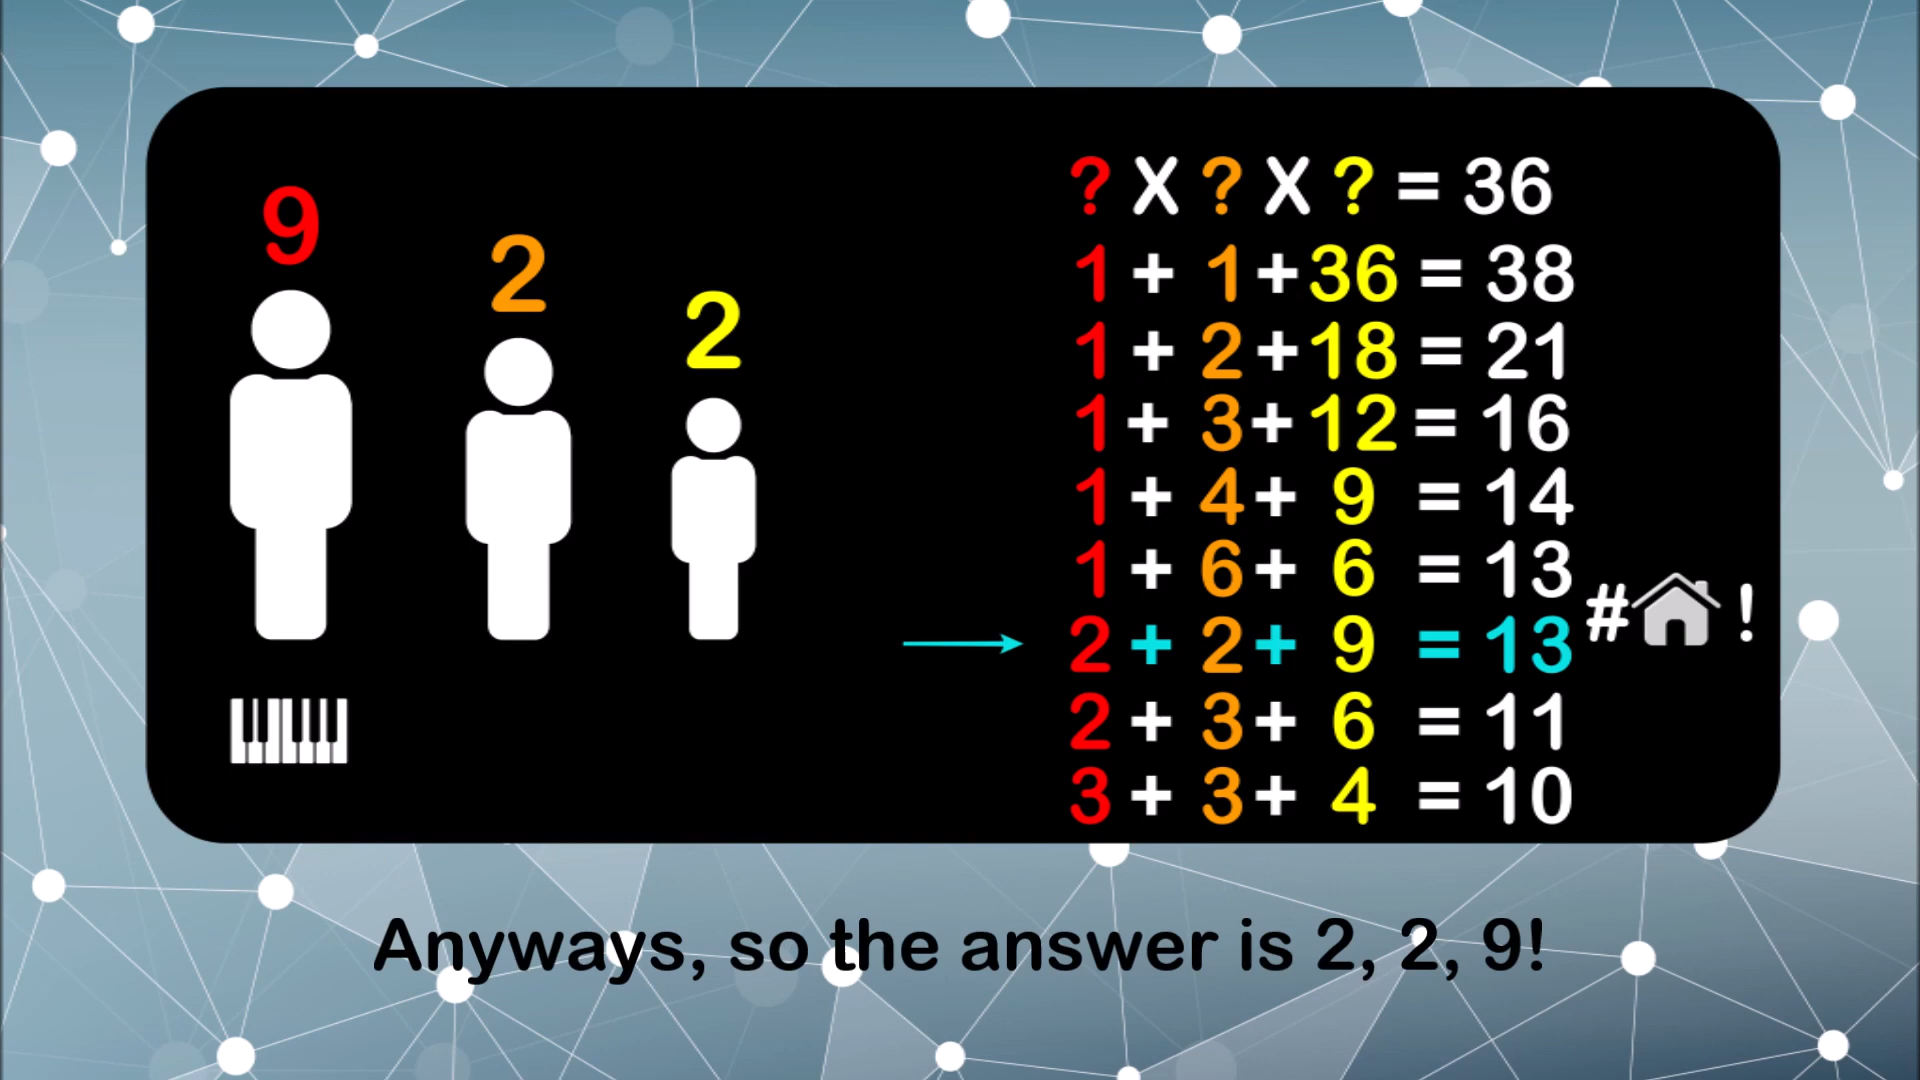 9
2
2
? X ? X ? = 36
1 + 1 + 36 = 38
1 + 2 + 18 = 21
1 + 3 + 12 = 16
1 + 4 + 9 = 14
1 + 6 + 6 = 13
2 + 2 + 9 = 13 # !
2 + 3 + 6 = 11
3 + 3 + 4 = 10
Anyways, so the answer is 2, 2, 9!